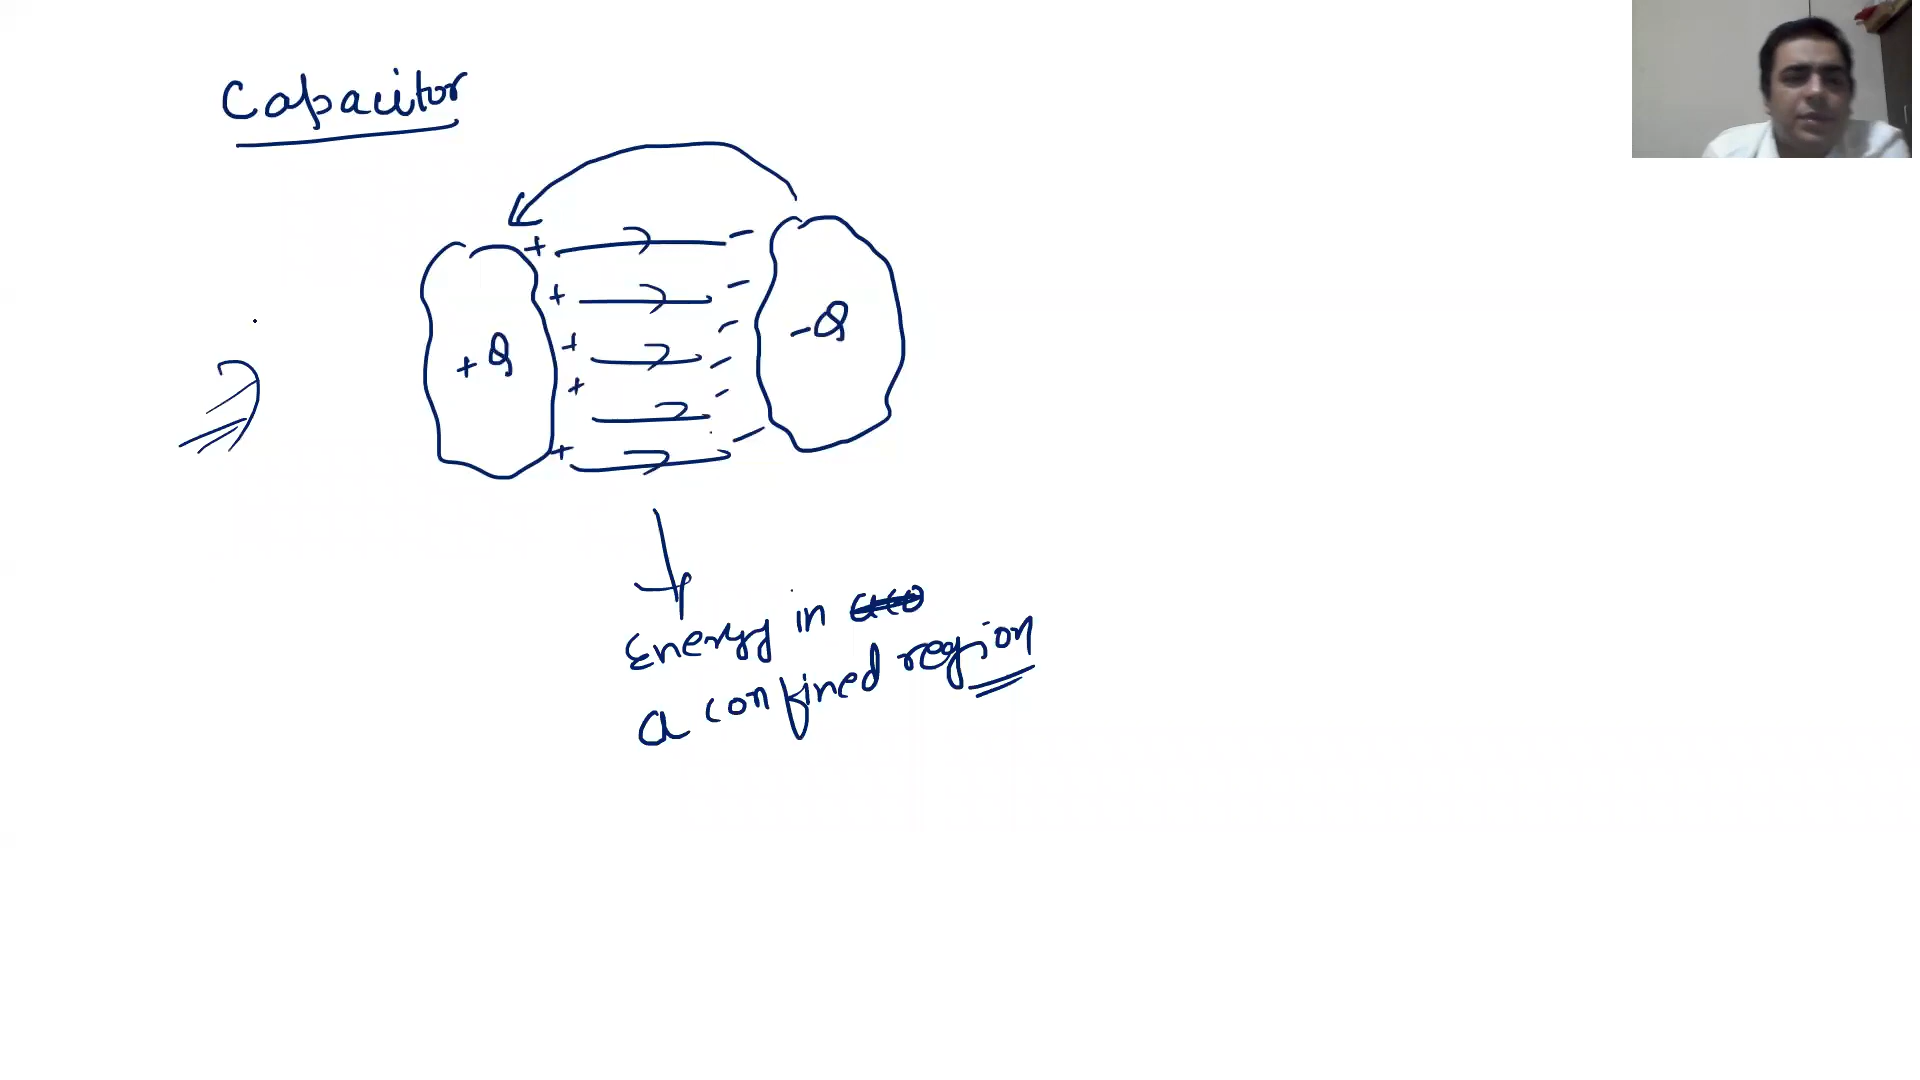 Capacitor
+ + + + +
- - - - - -
+Q
-Q
Energy in
a confined region